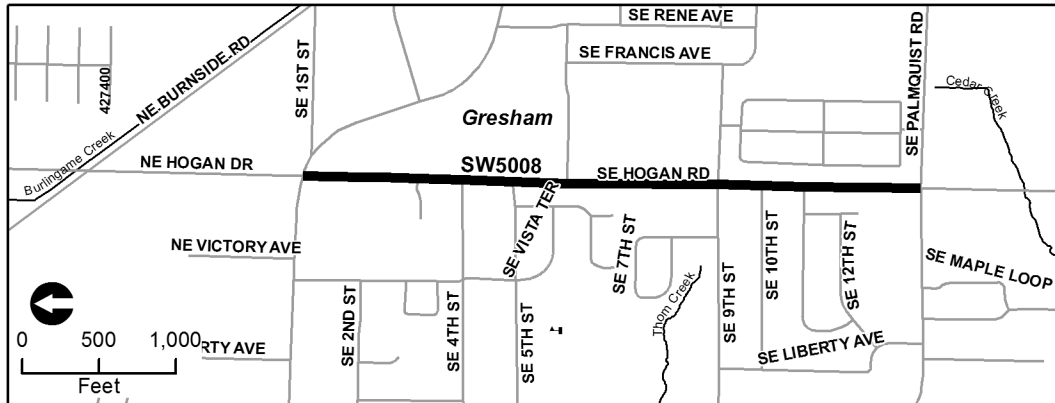 SE RENE AVE
SE FRANCIS AVE
NE BURNSIDE RD
SE 1ST ST
427400
SE PALMQUIST RD
Cedar Creek
Gresham
Burlingame Creek
NE HOGAN DR
SW5008
SE HOGAN RD
SE VISTA TER
NE VICTORY AVE
SE 7TH ST
SE 10TH ST
SE 12TH ST
SE MAPLE LOOP
SE 2ND ST
SE 4TH ST
SE 5TH ST
Thom Creek
SE 9TH ST
SE LIBERTY AVE
RTY AVE
0 500 1,000
Feet